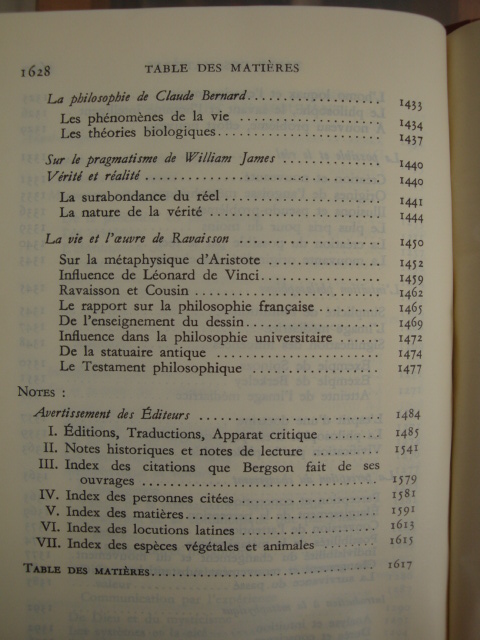 1628 TABLE DES MATIÈRES
La philosophie de Claude Bernard 1433
Les phénomènes de la vie 1434
Les théories biologiques 1437
Sur le pragmatisme de William James 1440
Vérité et réalité 1440
La surabondance du réel 1441
La nature de la vérité 1444
La vie et l'œuvre de Ravaisson 1450
Sur la métaphysique d'Aristote 1452
Influence de Léonard de Vinci 1459
Ravaisson et Cousin 1462
Le rapport sur la philosophie française 1465
De l'enseignement du dessin 1469
Influence dans la philosophie universitaire 1472
De la statuaire antique 1474
Le Testament philosophique 1477
NOTES :
Avertissement des Éditeurs 1484
I. Éditions, Traductions, Apparat critique 1485
II. Notes historiques et notes de lecture 1541
III. Index des citations que Bergson fait de ses
ouvrages 1579
IV. Index des personnes citées 1581
V. Index des matières 1591
VI. Index des locutions latines 1613
VII. Index des espèces végétales et animales 1615
TABLE DES MATIÈRES 1617